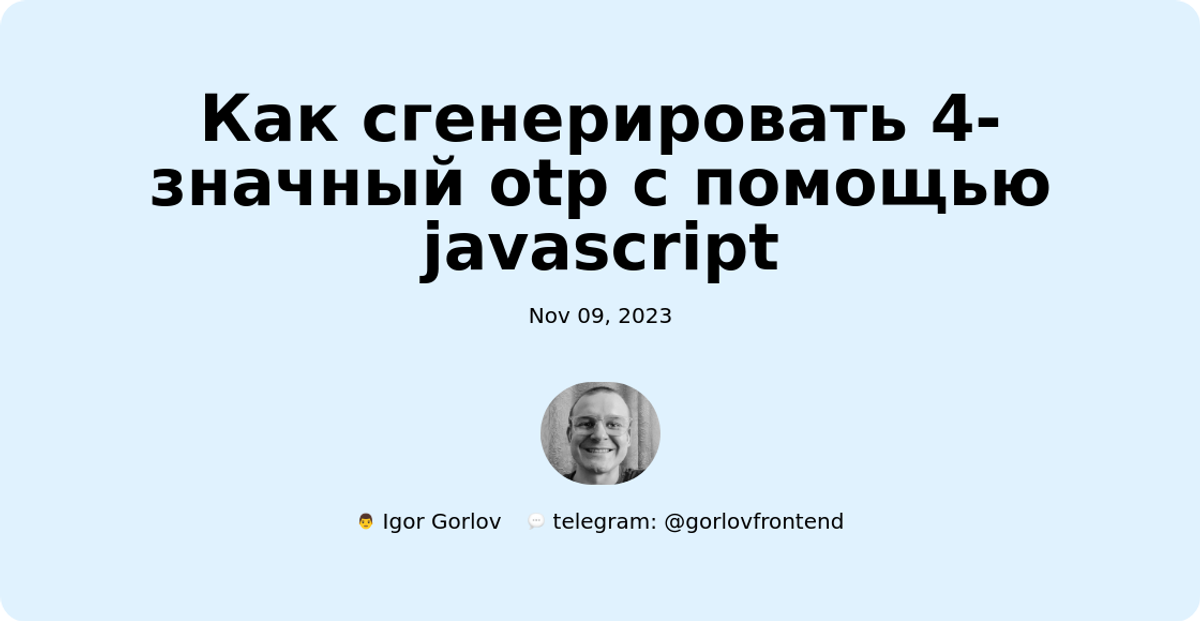 Как сгенерировать 4-
значный otp с помощью
javascript
Nov 09, 2023
👨 Igor Gorlov 💬 telegram: @gorlovfrontend